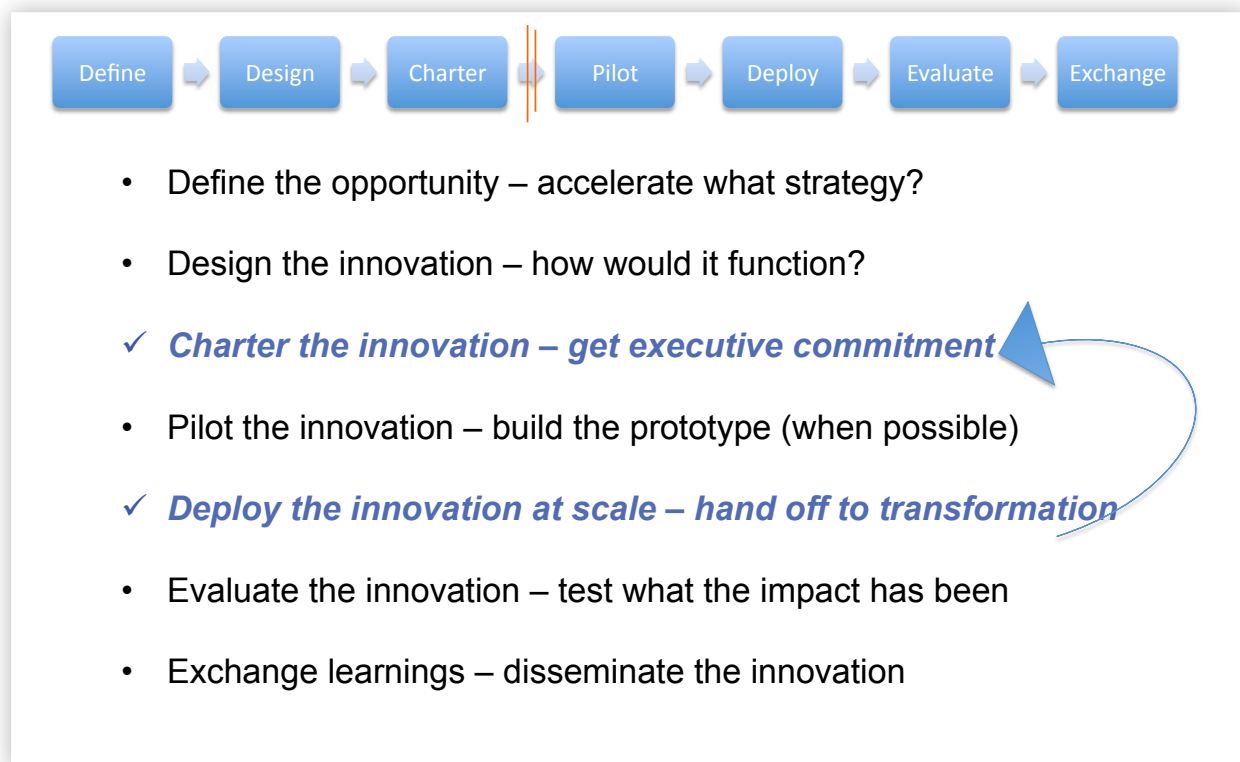 Define Design Charter Pilot Deploy Evaluate Exchange
• Define the opportunity – accelerate what strategy?
• Design the innovation – how would it function?
✓ Charter the innovation – get executive commitment
• Pilot the innovation – build the prototype (when possible)
✓ Deploy the innovation at scale – hand off to transformation
• Evaluate the innovation – test what the impact has been
• Exchange learnings – disseminate the innovation